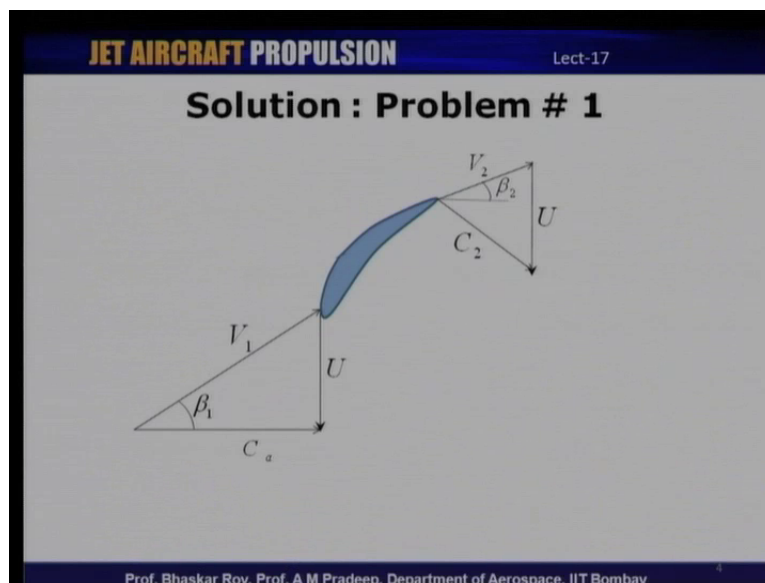 JET AIRCRAFT PROPULSION Lect-17
Solution : Problem # 1
V2
β2
U
C2
V1
U
β1
Ca
4
Prof. Bhaskar Roy, Prof. A M Pradeep, Department of Aerospace, IIT Bombay